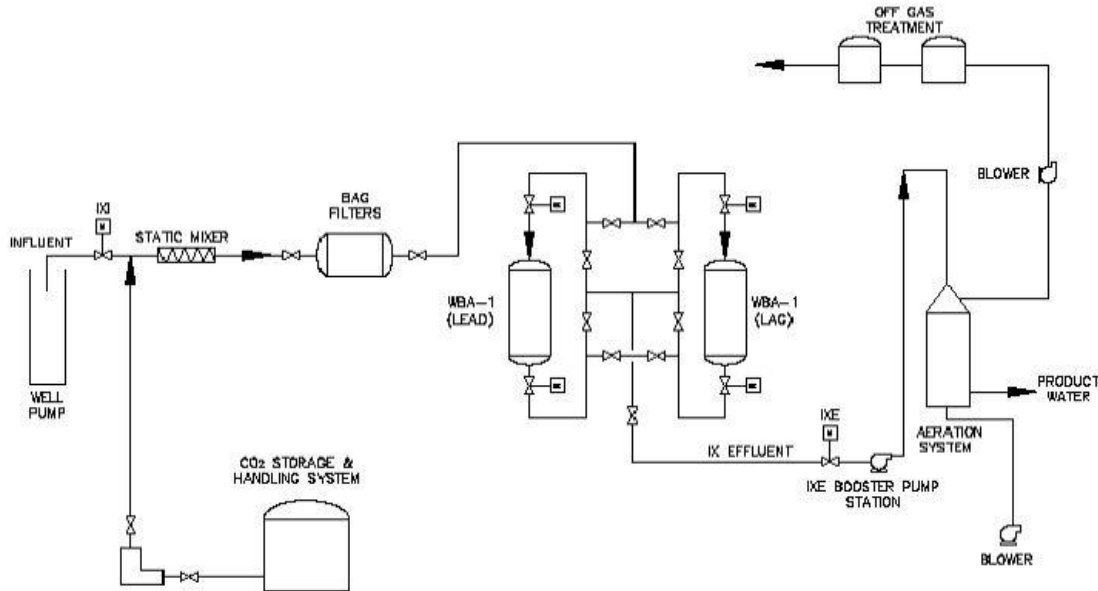 OFF GAS
TREATMENT
BLOWER
IXI
M
INFLUENT
STATIC MIXER
BAG
FILTERS
WBA-1
(LEAD)
WBA-1
(LAG)
WELL
PUMP
PRODUCT
WATER
IXE
M
IX EFFLUENT
AERATION
SYSTEM
IXE BOOSTER PUMP
STATION
CO2 STORAGE &
HANDLING SYSTEM
BLOWER